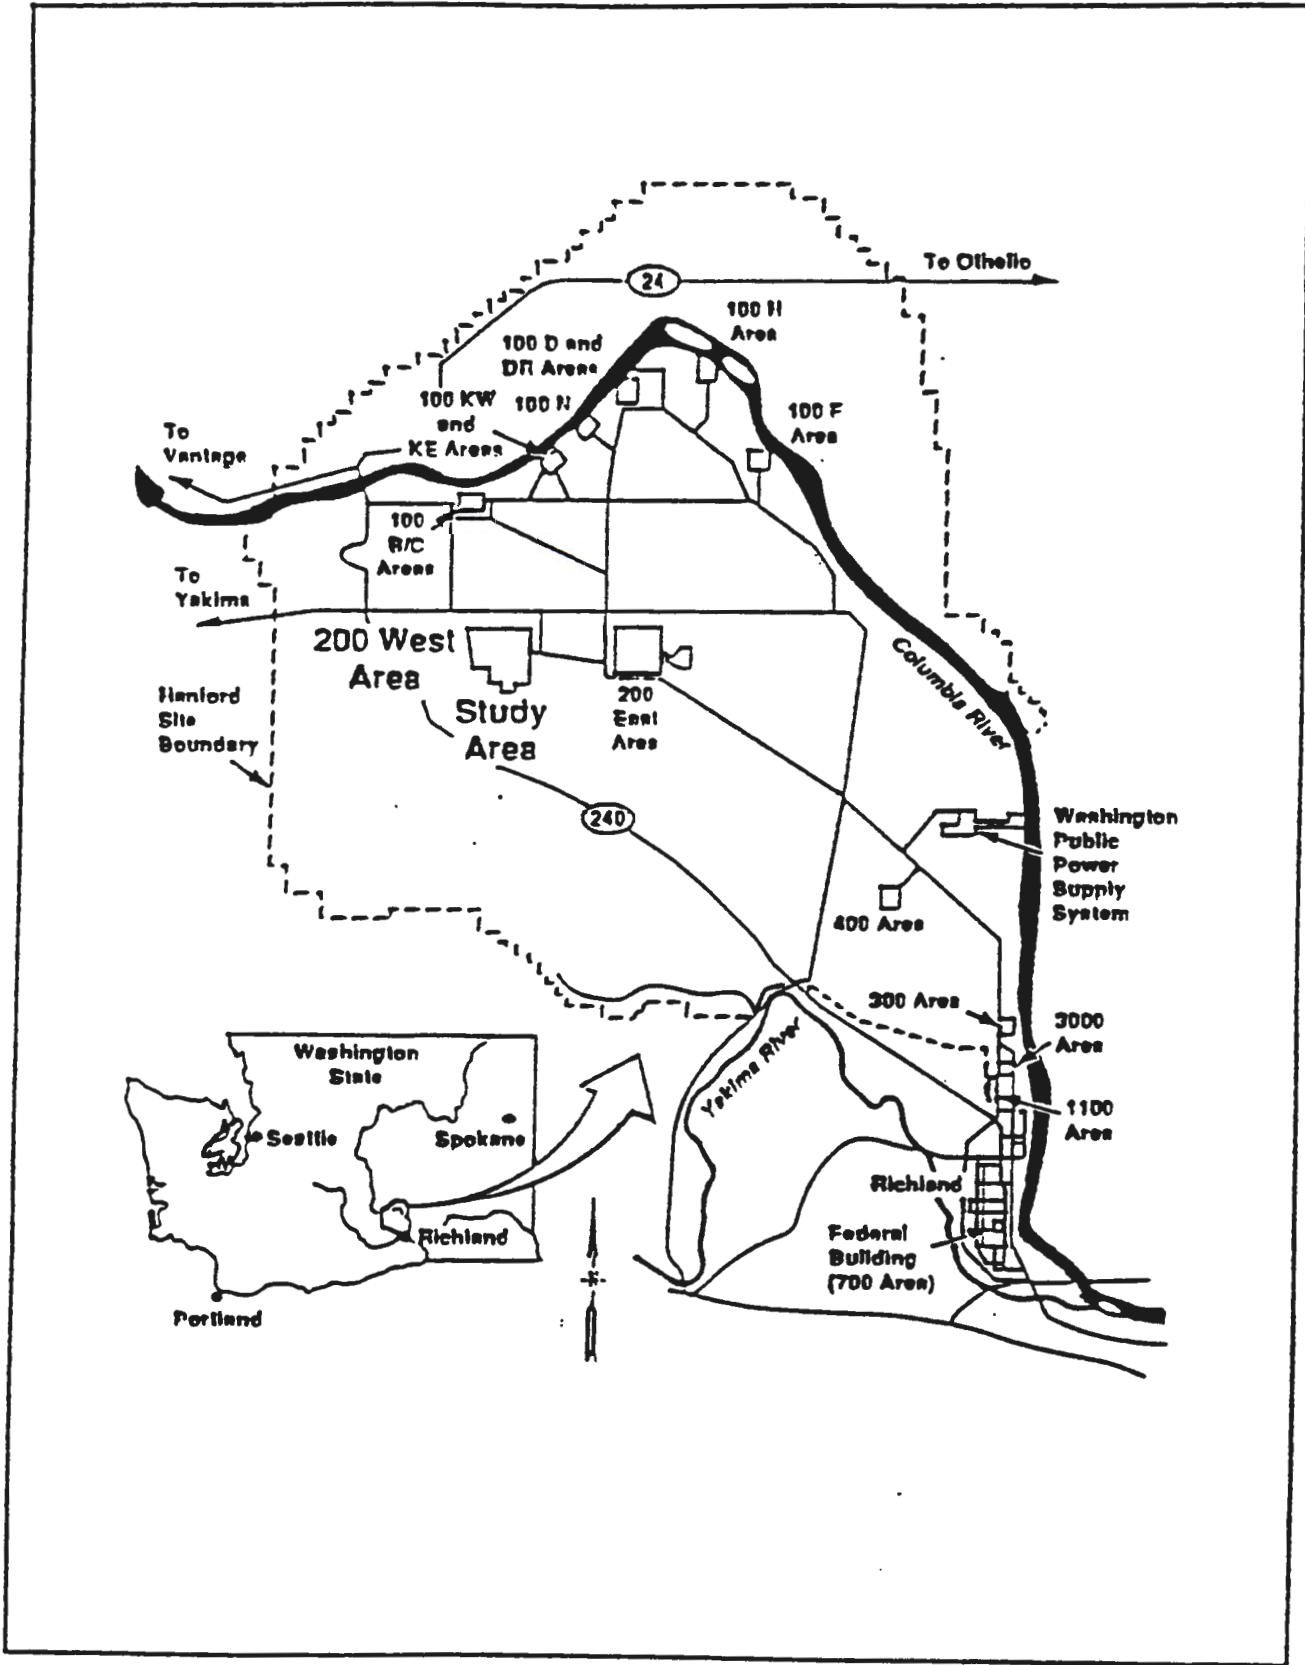 To Othello
24
100 H
Area
100 D and
DR Areas
100 KW
and
KE Areas
100 N
100 F
Area
To
Vantage
100
B/C
Areas
To
Yakima
200 West
Area
Study
Area
200
East
Area
Columbia River
Hanford
Site
Boundary
240
Washington
Public
Power
Supply
System
400 Area
300 Area
3000
Area
1100
Area
Yakima River
Richland
Federal
Building
(700 Area)
Washington
State
Seattle
Spokane
Richland
Portland